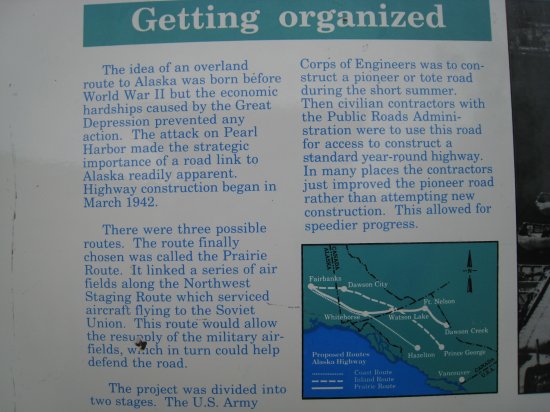 Getting organized
The idea of an overland
route to Alaska was born before
World War II but the economic
hardships caused by the Great
Depression prevented any
action. The attack on Pearl
Harbor made the strategic
importance of a road link to
Alaska readily apparent.
Highway construction began in
March 1942.
There were three possible
routes. The route finally
chosen was called the Prairie
Route. It linked a series of air
fields along the Northwest
Staging Route which serviced
aircraft flying to the Soviet
Union. This route would allow
the resupply of the military air-
fields, which in turn could help
defend the road.
The project was divided into
two stages. The U.S. Army
Corps of Engineers was to con-
struct a pioneer or tote road
during the short summer.
Then civilian contractors with
the Public Roads Admini-
stration were to use this road
for access to construct a
standard year-round highway.
In many places the contractors
just improved the pioneer road
rather than attempting new
construction. This allowed for
speedier progress.
ALASKA
CANADA
N
Fairbanks
Dawson City
Ft. Nelson
Whitehorse
Watson Lake
Dawson Creek
Hazelton
Prince George
Vancouver
CANADA
U.S.A.
Proposed Routes
Alaska Highway
Coast Route
Inland Route
Prairie Route